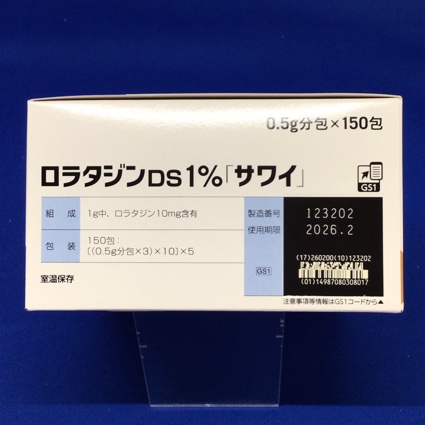 0.5g分包×150包
ロラタジンDS1%「サワイ」
GS1
組成 1g中、ロラタジン10mg含有
包装 150包:
[(0.5g分包×3)×10]×5
室温保存
製造番号 123202
使用期限 2026.2
GS1
(17)260200(10)123202
(01)14987080308017
注意事項等情報はGS1コードから▲